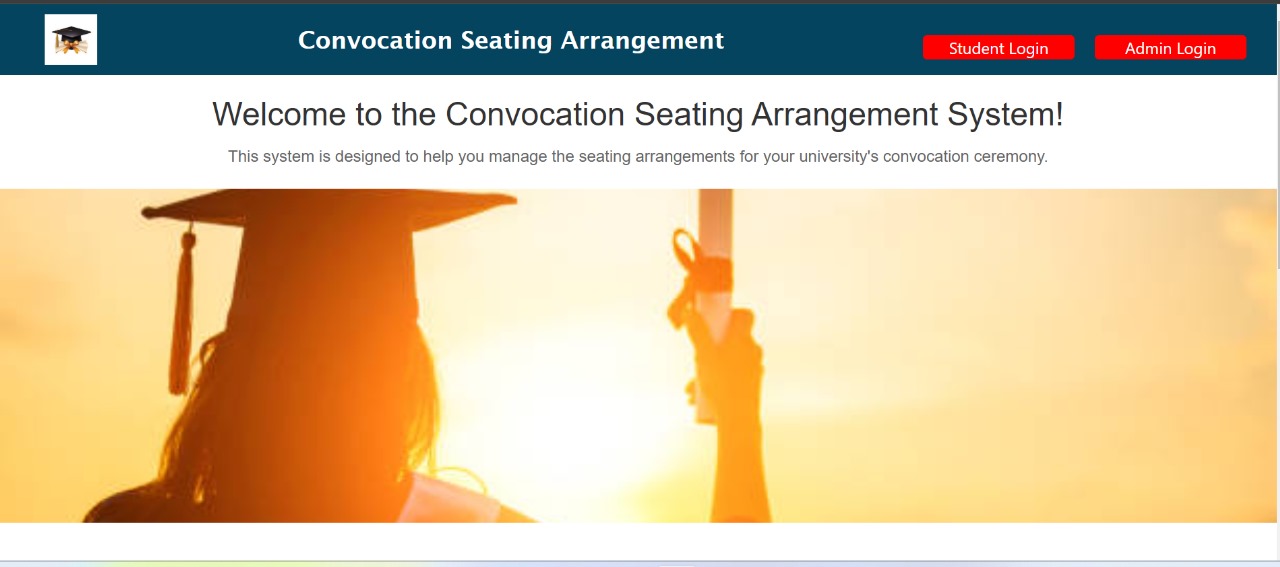 Convocation Seating Arrangement
Student Login
Admin Login
Welcome to the Convocation Seating Arrangement System!
This system is designed to help you manage the seating arrangements for your university's convocation ceremony.